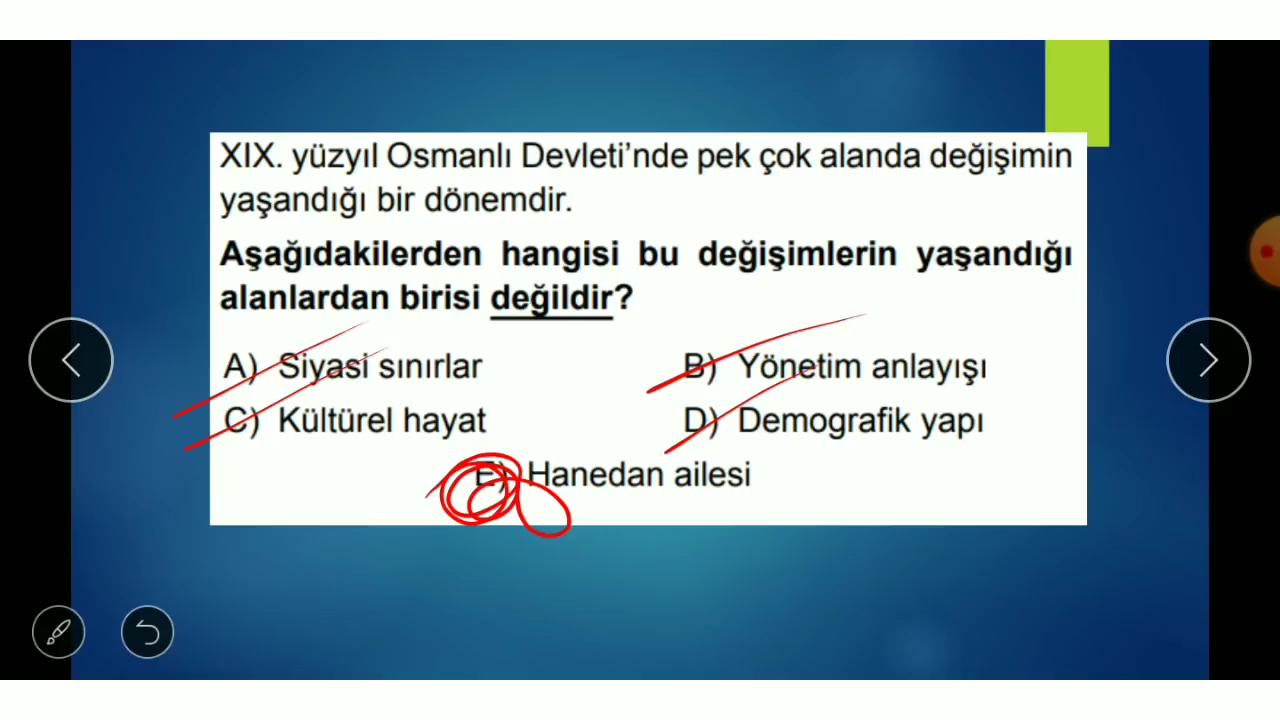 XIX. yüzyıl Osmanlı Devleti’nde pek çok alanda değişimin
yaşandığı bir dönemdir.
Aşağıdakilerden hangisi bu değişimlerin yaşandığı
alanlardan birisi değildir?
A) Siyasi sınırlar B) Yönetim anlayışı
C) Kültürel hayat D) Demografik yapı
E) Hanedan ailesi